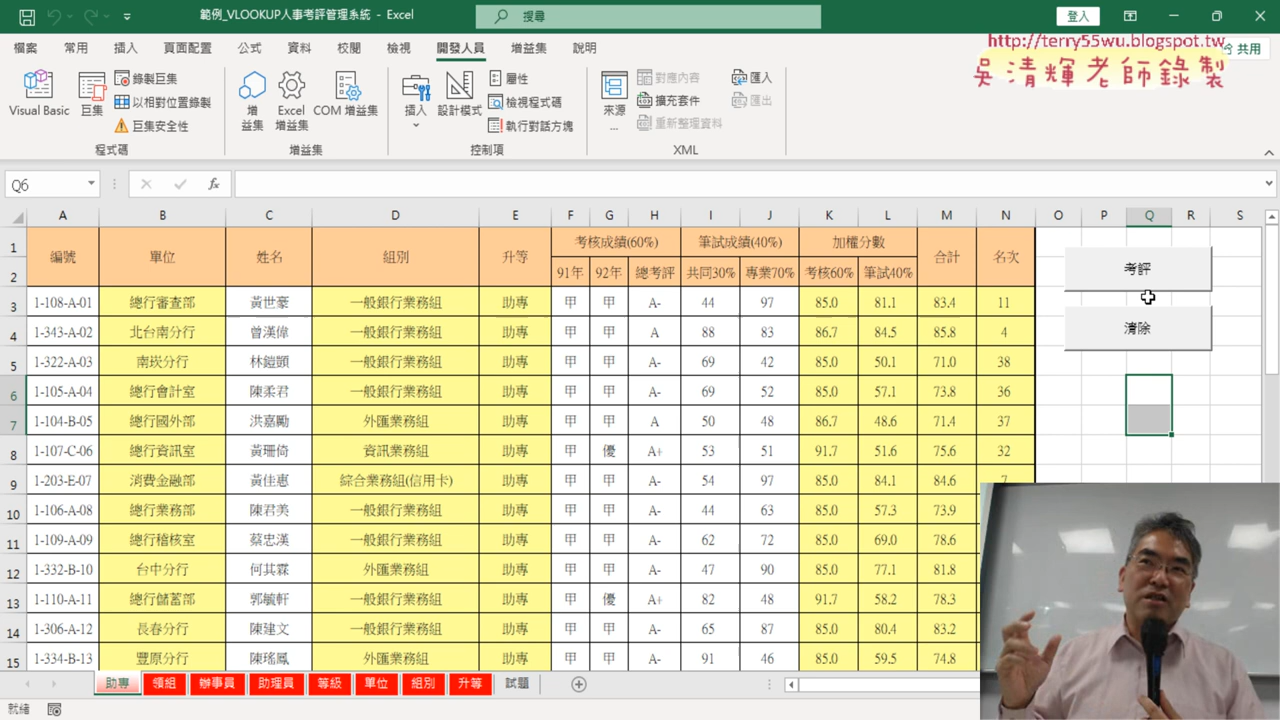 範例_VLOOKUP人事考評管理系統 - Excel
搜尋
登入
檔案 常用 插入 頁面配置 公式 資料 校閱 檢視 開發人員 增益集 說明
共用
http://terry55wu.blogspot.tw
吳清輝老師錄製
Visual Basic
巨集
錄製巨集
以相對位置錄製
巨集安全性
程式碼
增益集
Excel 增益集
COM 增益集
增益集
插入
設計模式
屬性
檢視程式碼
執行對話方塊
控制項
來源...
對應內容
擴充套件
重新整理資料
匯入
匯出
XML
Q6
fx
A B C D E F G H I J K L M N O P Q R S
1 編號 單位 姓名 組別 升等 考核成績(60%) 筆試成績(40%) 加權分數 合計 名次
2 91年 92年 總考評 共同30% 專業70% 考核60% 筆試40%
3 1-108-A-01 總行審查部 黃世豪 一般銀行業務組 助專 甲 甲 A- 44 97 85.0 81.1 83.4 11
4 1-343-A-02 北台南分行 曾漢偉 一般銀行業務組 助專 甲 甲 A 88 83 86.7 84.5 85.8 4
5 1-322-A-03 南崁分行 林鎧顗 一般銀行業務組 助專 甲 甲 A- 69 42 85.0 50.1 71.0 38
6 1-105-A-04 總行會計室 陳柔君 一般銀行業務組 助專 甲 甲 A- 69 52 85.0 57.1 73.8 36
7 1-104-B-05 總行國外部 洪嘉勵 外匯業務組 助專 甲 甲 A 50 48 86.7 48.6 71.4 37
8 1-107-C-06 總行資訊室 黃珊倚 資訊業務組 助專 甲 優 A+ 53 51 91.7 51.6 75.6 32
9 1-203-E-07 消費金融部 黃佳惠 綜合業務組(信用卡) 助專 甲 甲 A- 54 97 85.0 84.1 84.6 7
10 1-106-A-08 總行業務部 陳君美 一般銀行業務組 助專 甲 甲 A- 44 63 85.0 57.3 73.9
11 1-109-A-09 總行稽核室 蔡忠漢 一般銀行業務組 助專 甲 甲 A- 62 72 85.0 69.0 78.6
12 1-332-B-10 台中分行 何其霖 外匯業務組 助專 甲 甲 A- 47 90 85.0 77.1 81.8
13 1-110-A-11 總行儲蓄部 郭毓軒 一般銀行業務組 助專 甲 優 A+ 82 48 91.7 58.2 78.3
14 1-306-A-12 長春分行 陳建文 一般銀行業務組 助專 甲 甲 A- 65 87 85.0 80.4 83.2
15 1-334-B-13 豐原分行 陳瑤鳳 外匯業務組 助專 甲 甲 A- 91 46 85.0 59.5 74.8
考評
清除
助專 領組 辦事員 助理員 等級 單位 組別 升等 試題
就緒